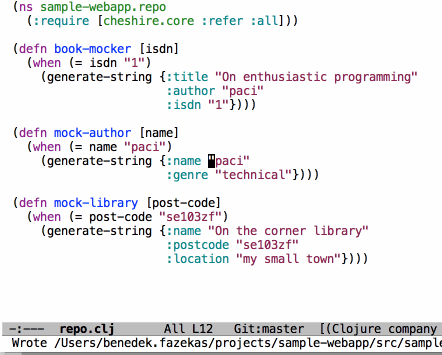 (ns sample-webapp.repo
  (:require [cheshire.core :refer :all]))

(defn book-mocker [isdn]
  (when (= isdn "1")
    (generate-string {:title "On enthusiastic programming"
                      :author "paci"
                      :isdn "1"})))

(defn mock-author [name]
  (when (= name "paci")
    (generate-string {:name "paci"
                      :genre "technical"})))

(defn mock-library [post-code]
  (when (= post-code "se103zf")
    (generate-string {:name "On the corner library"
                      :postcode "se103zf"
                      :location "my small town"})))

-:---  repo.clj       All L12    Git:master  [(Clojure company
Wrote /Users/benedek.fazekas/projects/sample-webapp/src/sampl